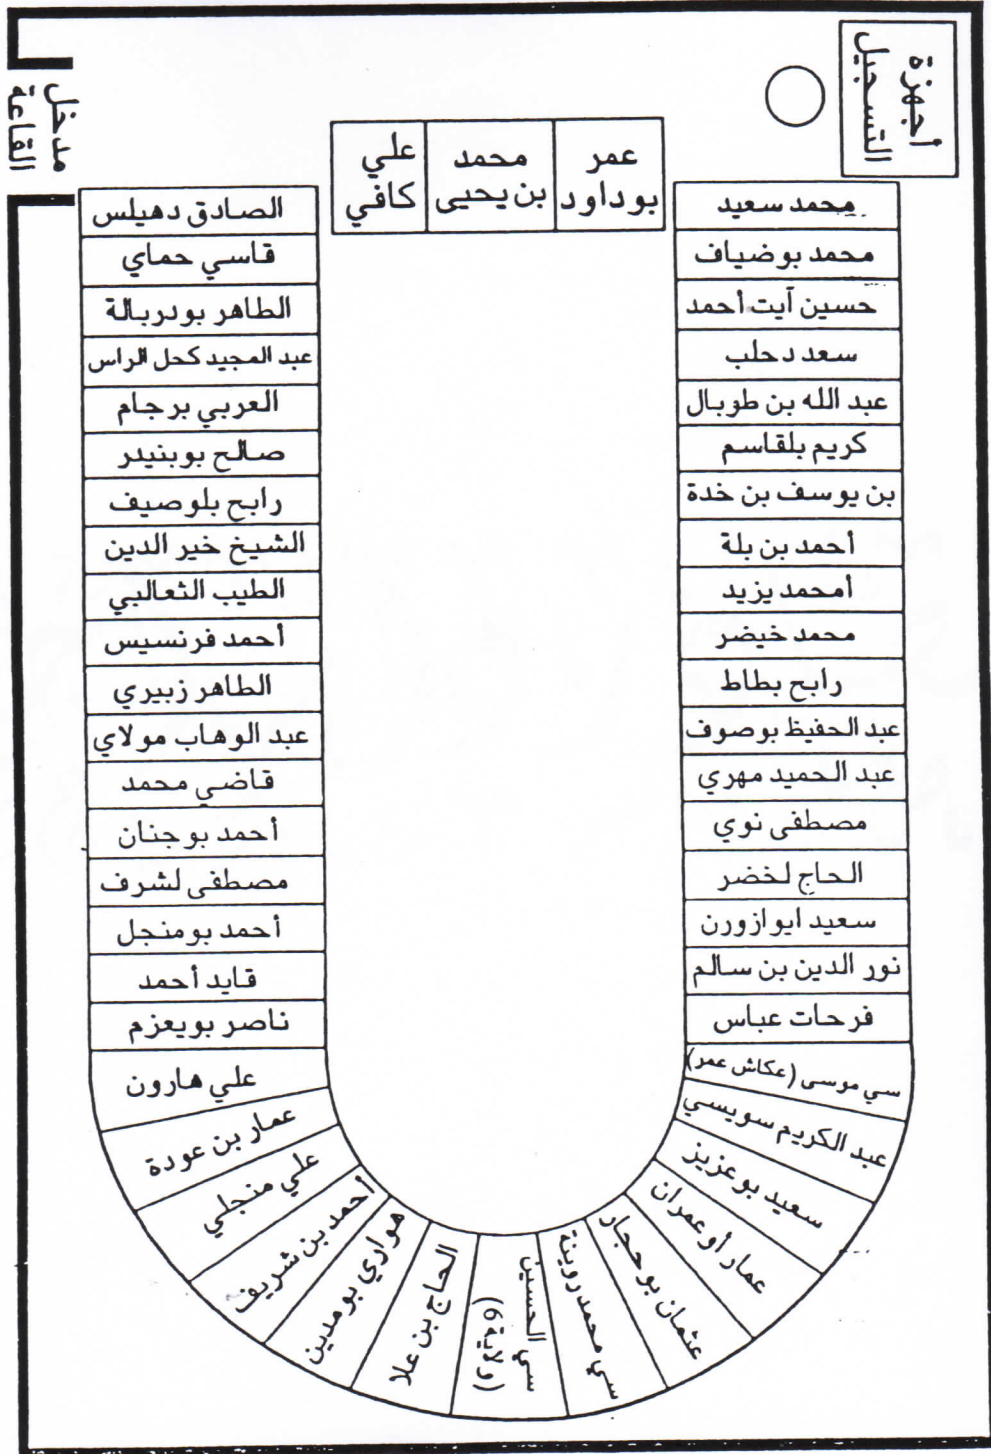 أجهزة
التسجيل
مدخل
القاعة
عمر
بوداود
محمد
بن يحيى
علي
كافي
محمد سعيد
محمد بوضياف
حسين آيت أحمد
سعد دحلب
عبد الله بن طوبال
كريم بلقاسم
بن يوسف بن خدة
أحمد بن بلة
أمحمد يزيد
محمد خيضر
رابح بطاط
عبد الحفيظ بوصوف
عبد الحميد مهري
مصطفى نوي
الحاج لخضر
سعيد ايوازورن
نور الدين بن سالم
فرحات عباس
سي موسى (عكاش عمر)
عبد الكريم سويسي
سعيد بوعزيز
عمار أوعمران
عثمان بوحجار
سي محمد روينة
سي الحسين
(ولاية 6)
الحاج بن علا
هواري بومدين
أحمد بن شريف
علي منجلي
عمار بن عودة
علي هارون
ناصر بويعزم
قايد أحمد
أحمد بومنجل
مصطفى لشرف
أحمد بوجنان
قاضي محمد
عبد الوهاب مولاي
الطاهر زبيري
أحمد فرنسيس
الطيب الثعالبي
الشيخ خير الدين
رابح بلوصيف
صالح بوبنيدر
العربي برجام
عبد المجيد كحل الراس
الطاهر بودربالة
قاسي حماي
الصادق دهيلس